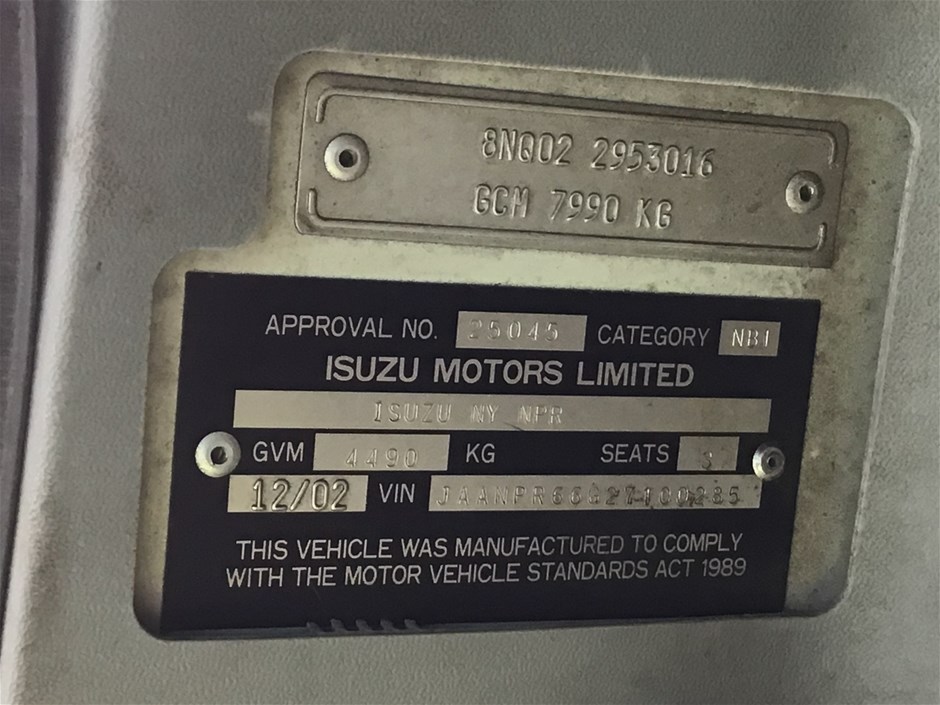 8NQ02 2953016
GCM 7990 KG
APPROVAL NO. 25045 CATEGORY NB1
ISUZU MOTORS LIMITED
ISUZU NY NPR
GVM 4490 KG SEATS 3
12/02 VIN JAANPR66G27100285
THIS VEHICLE WAS MANUFACTURED TO COMPLY
WITH THE MOTOR VEHICLE STANDARDS ACT 1989